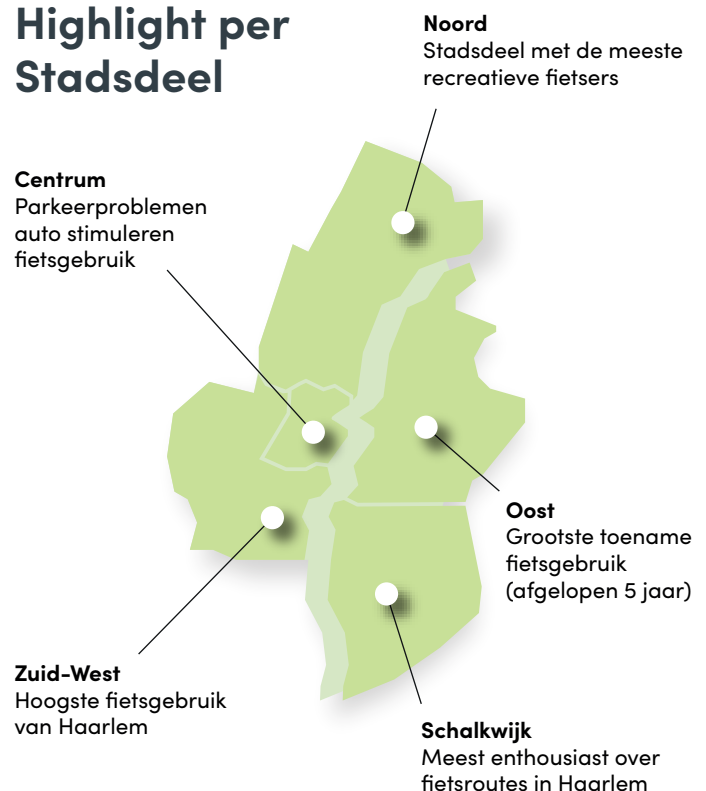 Highlight per
Stadsdeel
Noord
Stadsdeel met de meeste
recreatieve fietsers
Centrum
Parkeerproblemen
auto stimuleren
fietsgebruik
Oost
Grootste toename
fietsgebruik
(afgelopen 5 jaar)
Zuid-West
Hoogste fietsgebruik
van Haarlem
Schalkwijk
Meest enthousiast over
fietsroutes in Haarlem